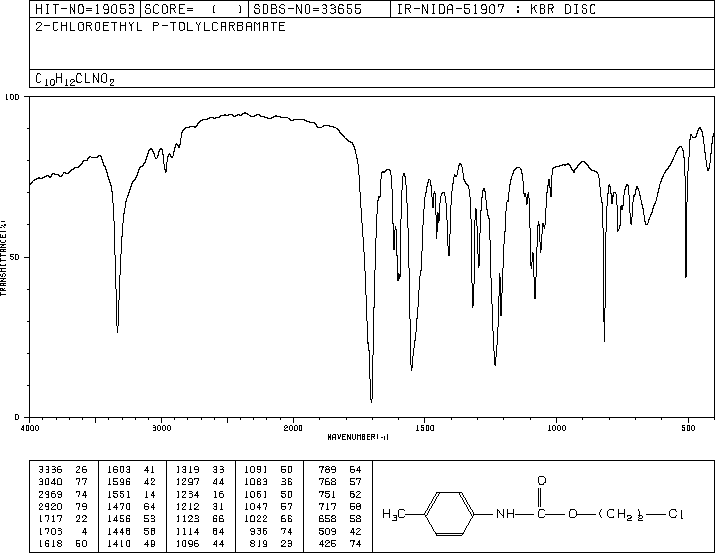 HIT-NO=19053 SCORE= ( ) SDBS-NO=33655 IR-NIDA-51907 : KBR DISC
2-CHLOROETHYL P-TOLYLCARBAMATE
C10H12CLNO2
100
50
0
TRANSMITTANCE(%)
4000 3000 2000 1500 1000 500
WAVENUMBER(-1)
3336 26 1603 41 1319 33 1091 50 789 64
3040 77 1596 42 1297 44 1083 36 768 57
2969 74 1551 14 1234 16 1061 50 751 62
2920 79 1470 64 1212 31 1047 57 717 58
1717 22 1456 53 1123 66 1022 66 658 58
1703 4 1448 58 1114 64 936 74 509 42
1618 50 1410 49 1096 44 819 23 426 74
O
H3C NH C O (CH2)2 Cl